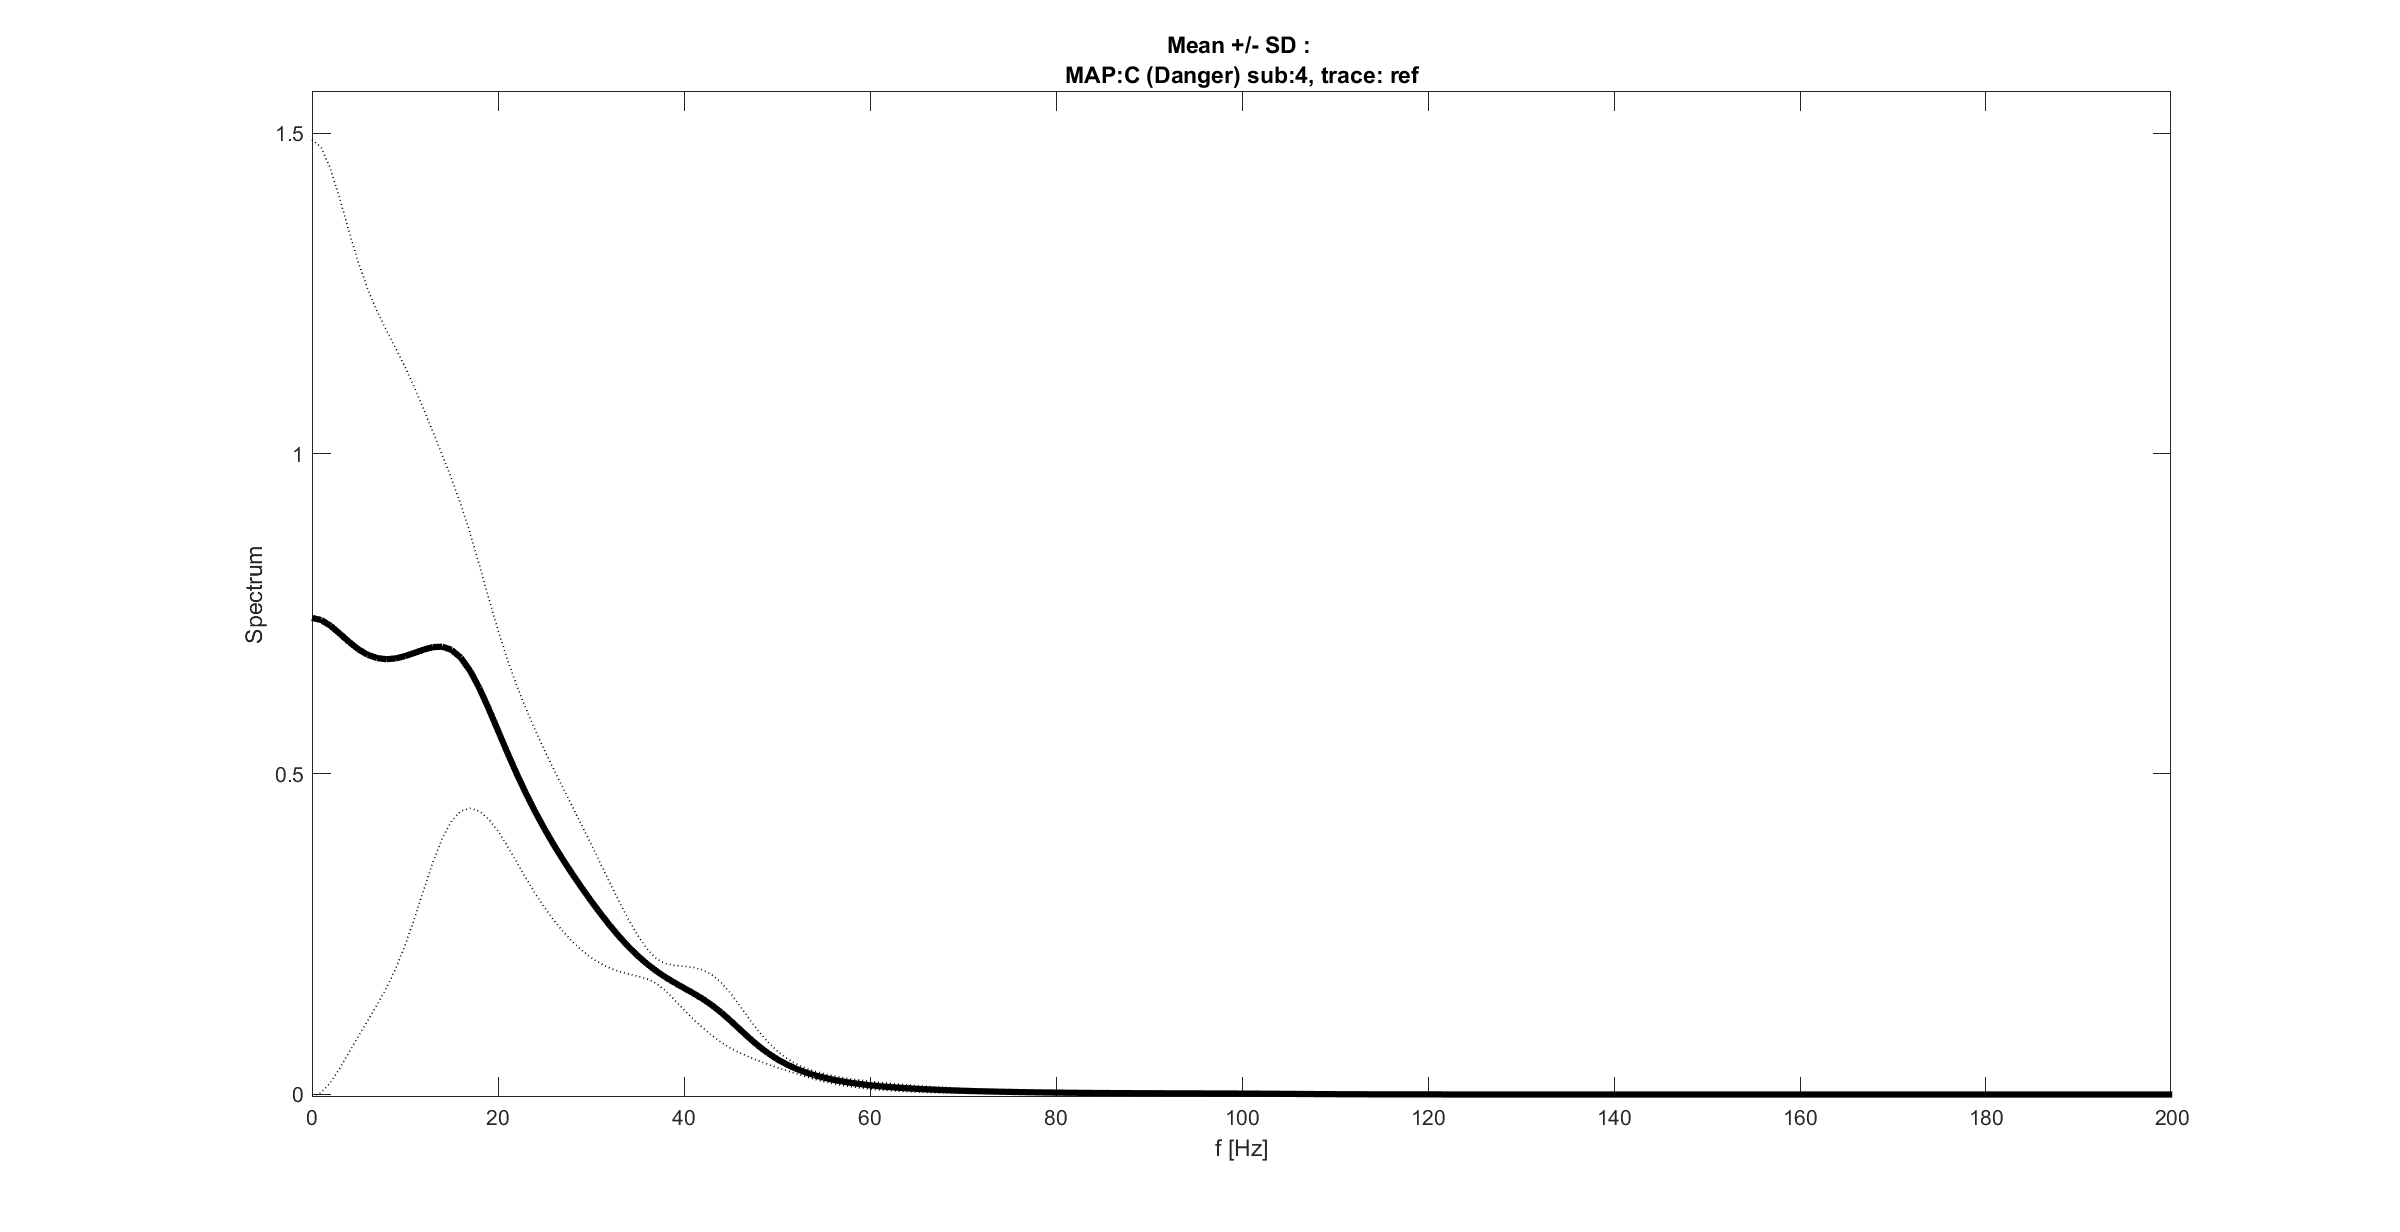 Mean +/- SD :
MAP:C (Danger) sub:4, trace: ref
1.5
1
0.5
0
Spectrum
0 20 40 60 80 100 120 140 160 180 200
f [Hz]